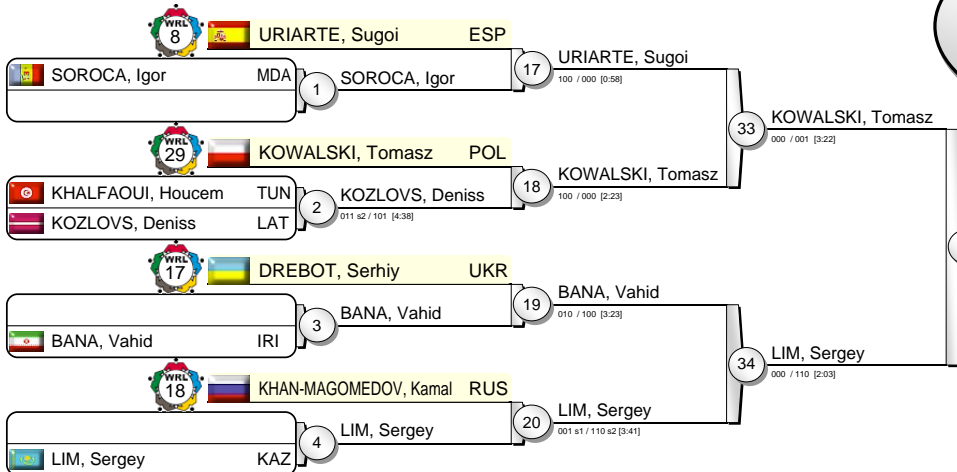 WRL
8
URIARTE, Sugoi ESP
SOROCA, Igor MDA
1
SOROCA, Igor
17
URIARTE, Sugoi
100 / 000 [0:58]
WRL
29
KOWALSKI, Tomasz POL
KHALFAOUI, Houcem TUN
KOZLOVS, Deniss LAT
2
KOZLOVS, Deniss
011 s2 / 101 [4:38]
18
KOWALSKI, Tomasz
100 / 000 [2:23]
33
KOWALSKI, Tomasz
000 / 001 [3:22]
WRL
17
DREBOT, Serhiy UKR
BANA, Vahid IRI
3
BANA, Vahid
19
BANA, Vahid
010 / 100 [3:23]
WRL
18
KHAN-MAGOMEDOV, Kamal RUS
LIM, Sergey KAZ
4
LIM, Sergey
20
LIM, Sergey
001 s1 / 110 s2 [3:41]
34
LIM, Sergey
000 / 110 [2:03]